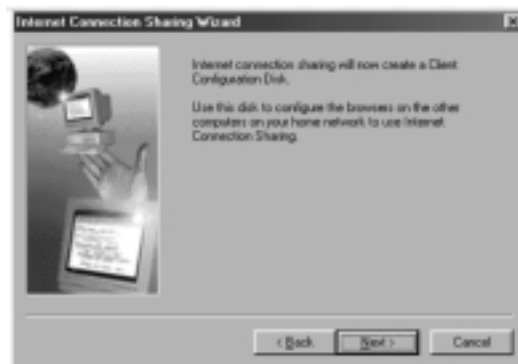 Internet Connection Sharing Wizard
Internet connection sharing will now create a Client
Configuration Disk.
Use this disk to configure the browsers on the other
computers on your home network to use Internet
Connection Sharing.
< Back
Next >
Cancel